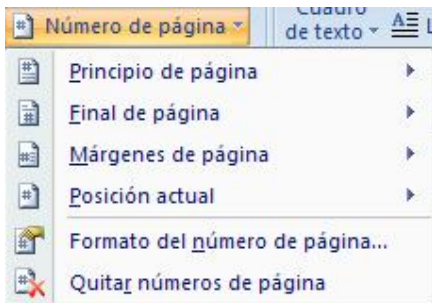 Número de página
Cuadro
de texto
Principio de página
Final de página
Márgenes de página
Posición actual
Formato del número de página...
Quitar números de página